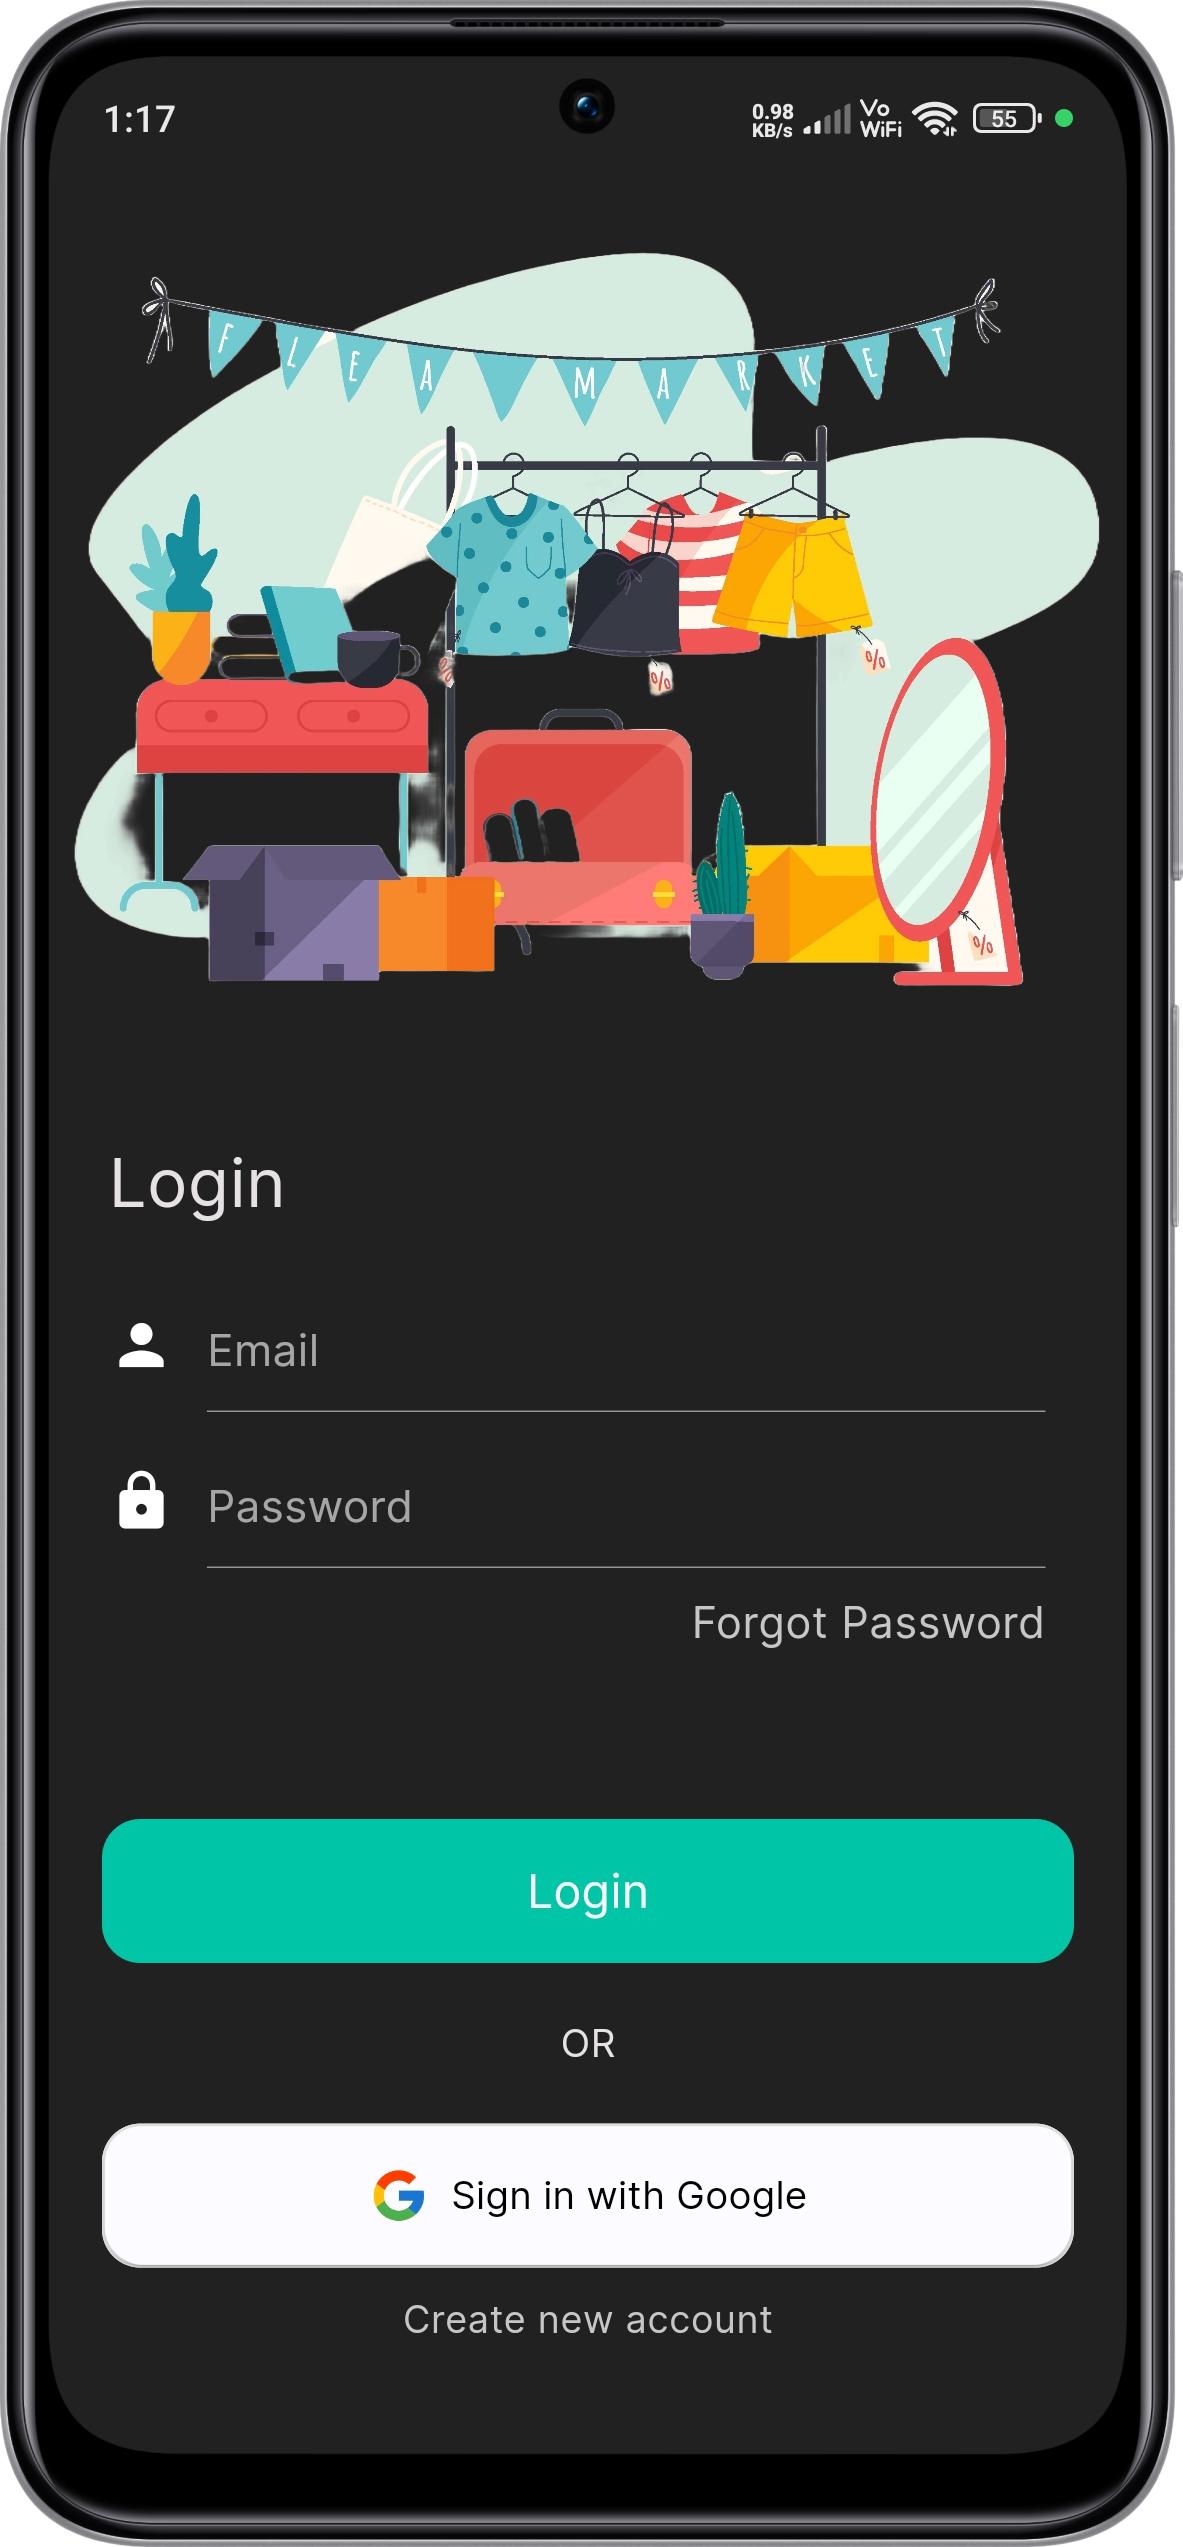 1:17
0.98
KB/s
Vo
WiFi
55
FLEA MARKET
%
%
%
%
Login
Email
Password
Forgot Password
Login
OR
Sign in with Google
Create new account